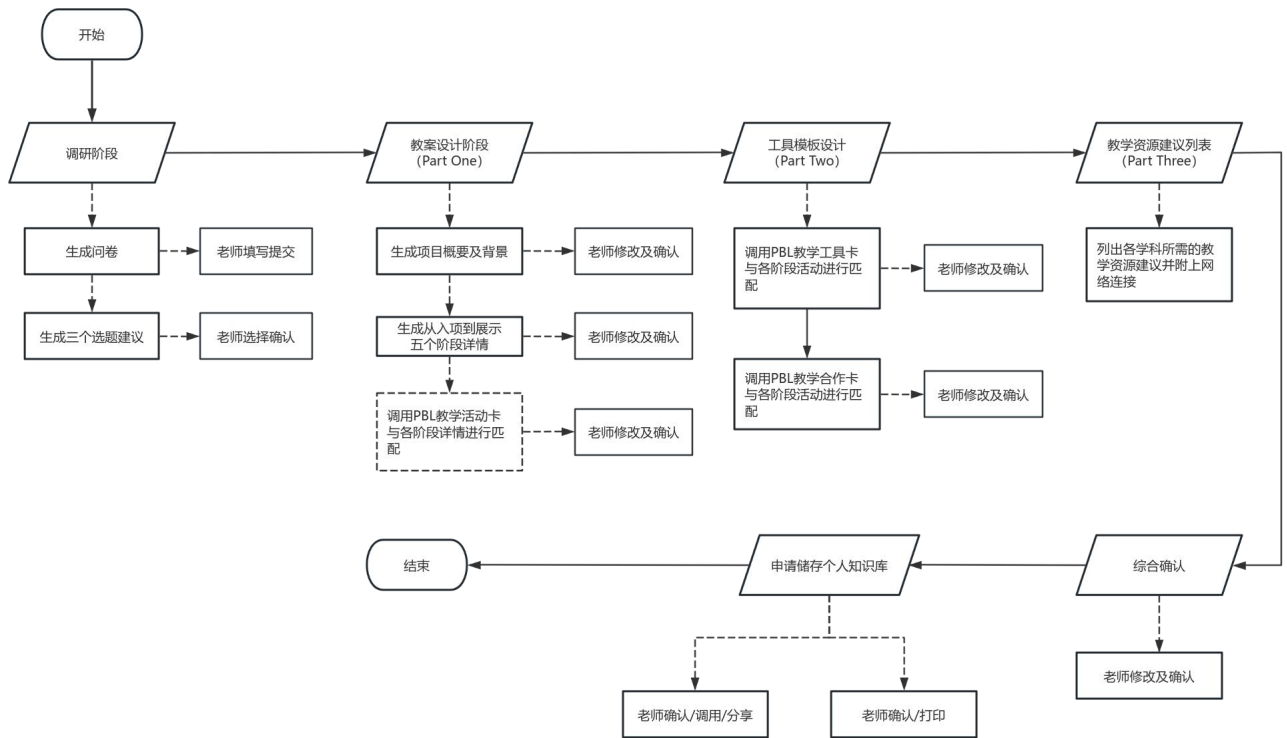 开始
调研阶段
教案设计阶段
（Part One）
工具模板设计
（Part Two）
教学资源建议列表
（Part Three）
生成问卷
老师填写提交
生成三个选题建议
老师选择确认
生成项目概要及背景
老师修改及确认
生成从入项到展示
五个阶段详情
老师修改及确认
调用PBL教学活动卡
与各阶段详情进行匹
配
老师修改及确认
调用PBL教学工具卡
与各阶段活动进行匹
配
老师修改及确认
调用PBL教学合作卡
与各阶段活动进行匹
配
老师修改及确认
列出各学科所需的教
学资源建议并附上网
络连接
结束
申请储存个人知识库
综合确认
老师修改及确认
老师确认/调用/分享
老师确认/打印